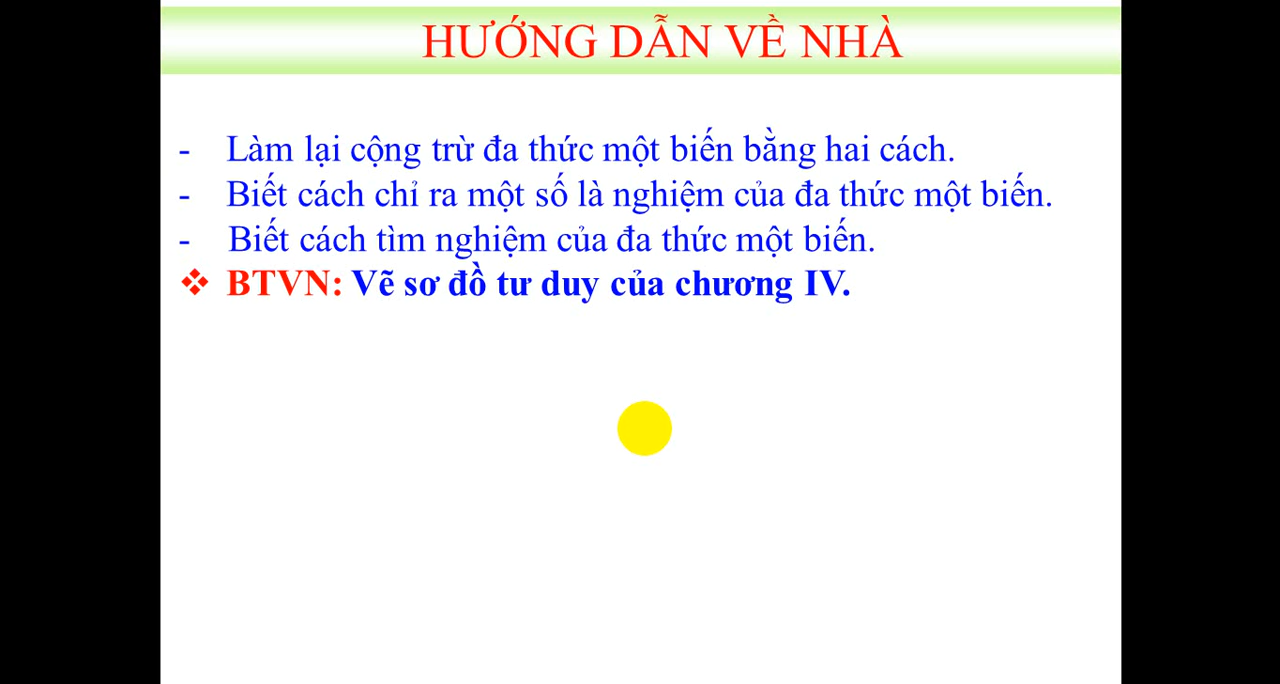 HƯỚNG DẪN VỀ NHÀ
- Làm lại cộng trừ đa thức một biến bằng hai cách.
- Biết cách chỉ ra một số là nghiệm của đa thức một biến.
- Biết cách tìm nghiệm của đa thức một biến.
❖ BTVN: Vẽ sơ đồ tư duy của chương IV.